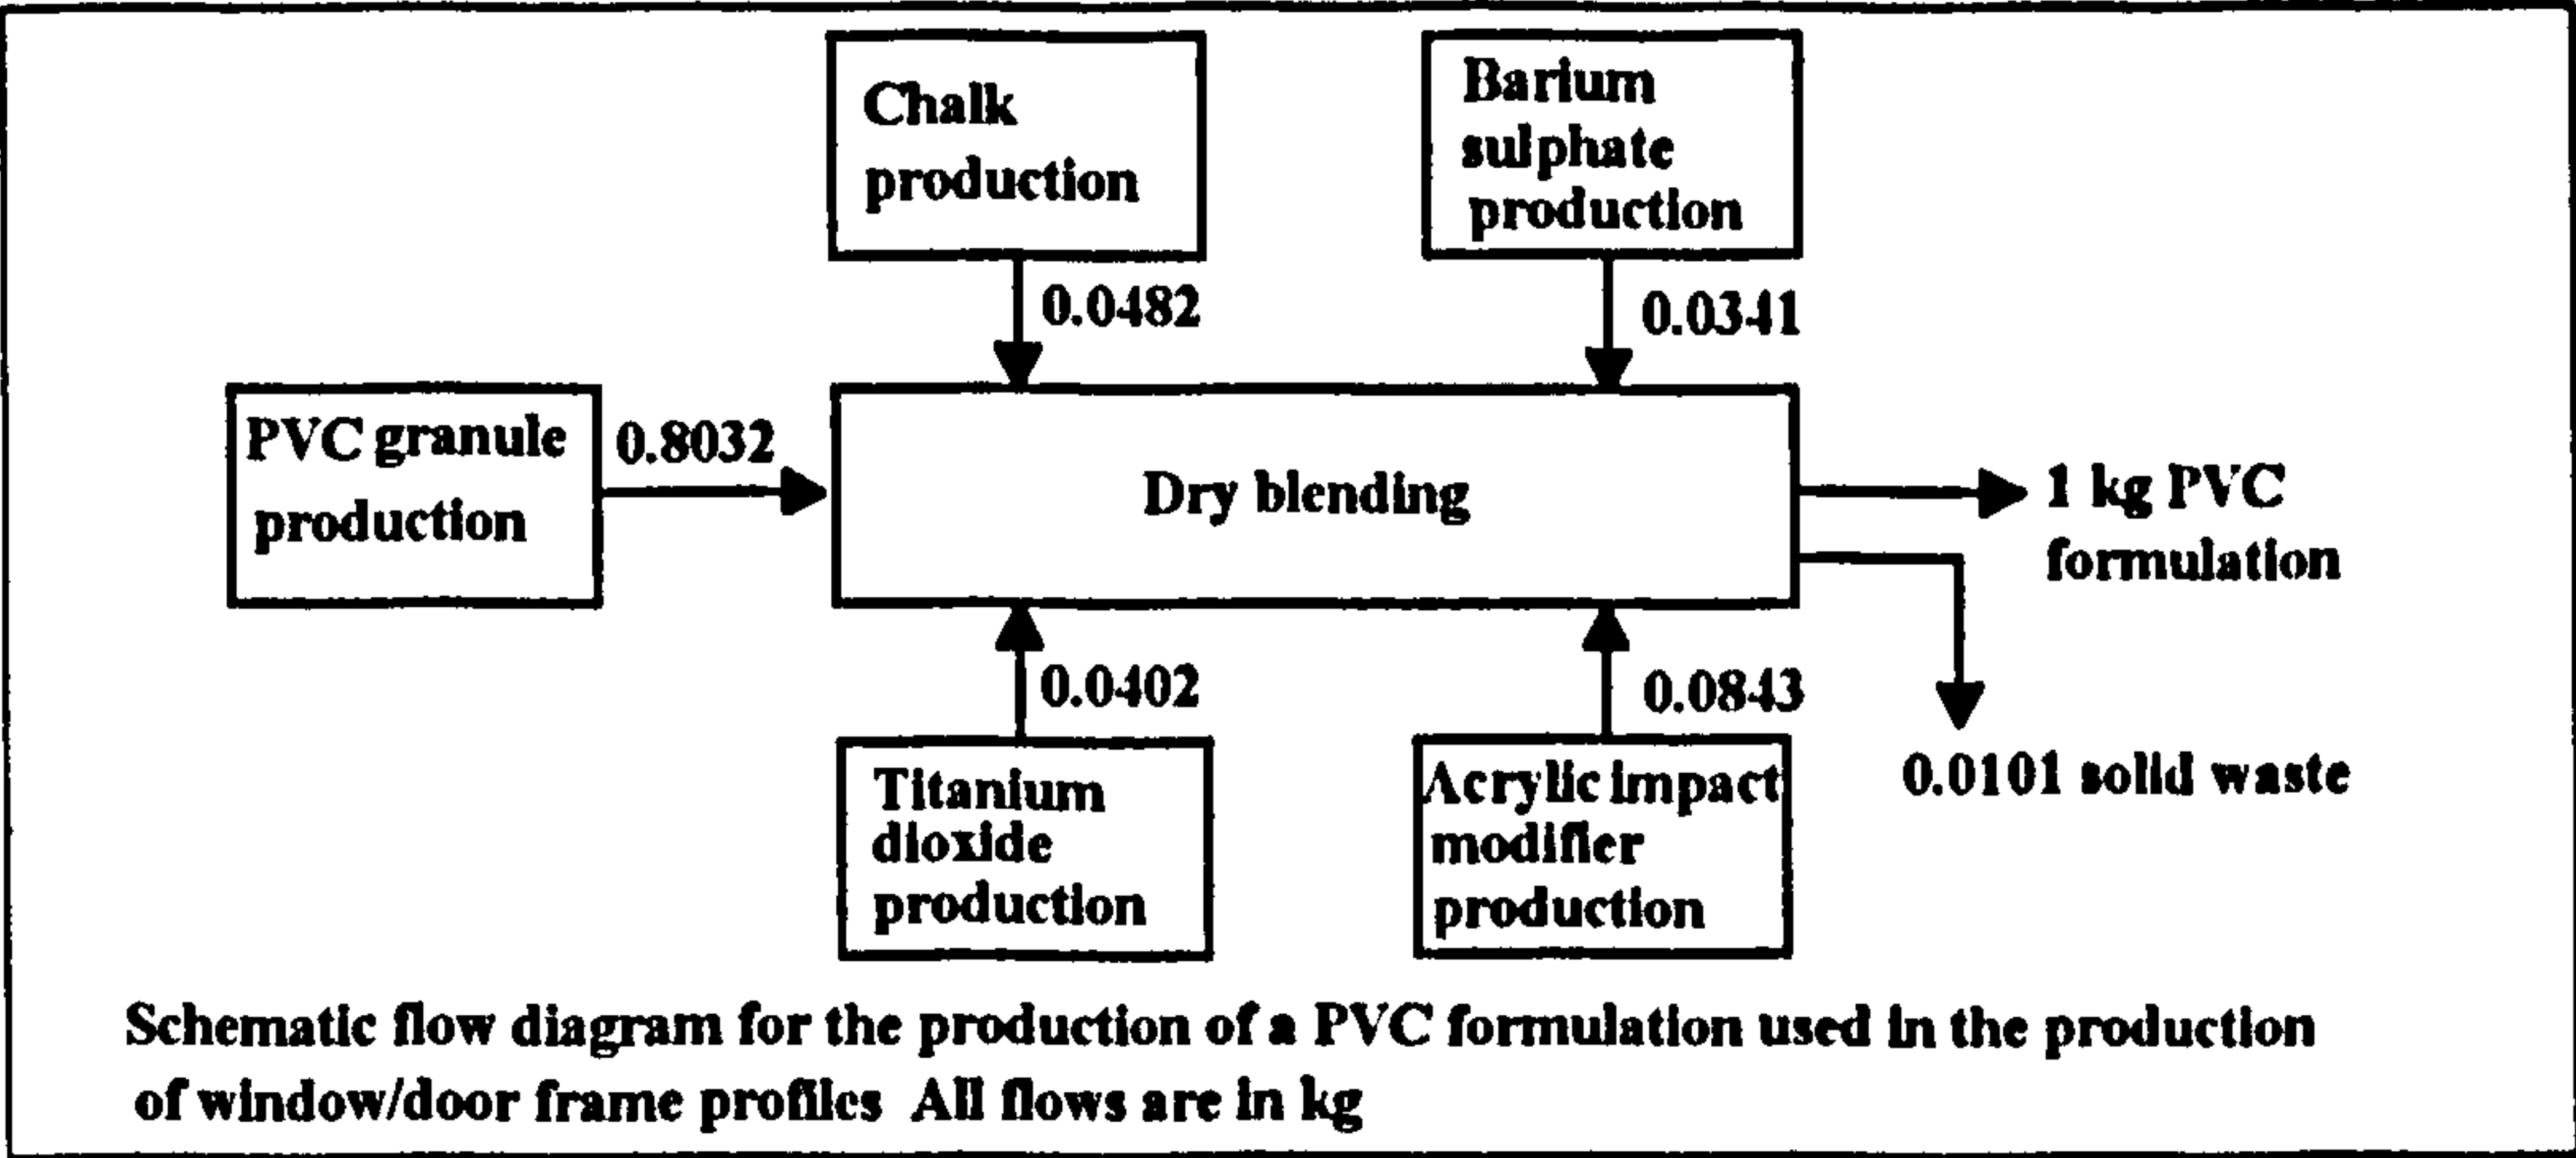 Chalk
production
Barium
sulphate
production
0.0482
0.0341
PVC granule
production
0.8032
Dry blending
1 kg PVC
formulation
0.0402
0.0843
0.0101 solid waste
Titanium
dioxide
production
Acrylic impact
modifier
production
Schematic flow diagram for the production of a PVC formulation used in the production
of window/door frame profiles All flows are in kg